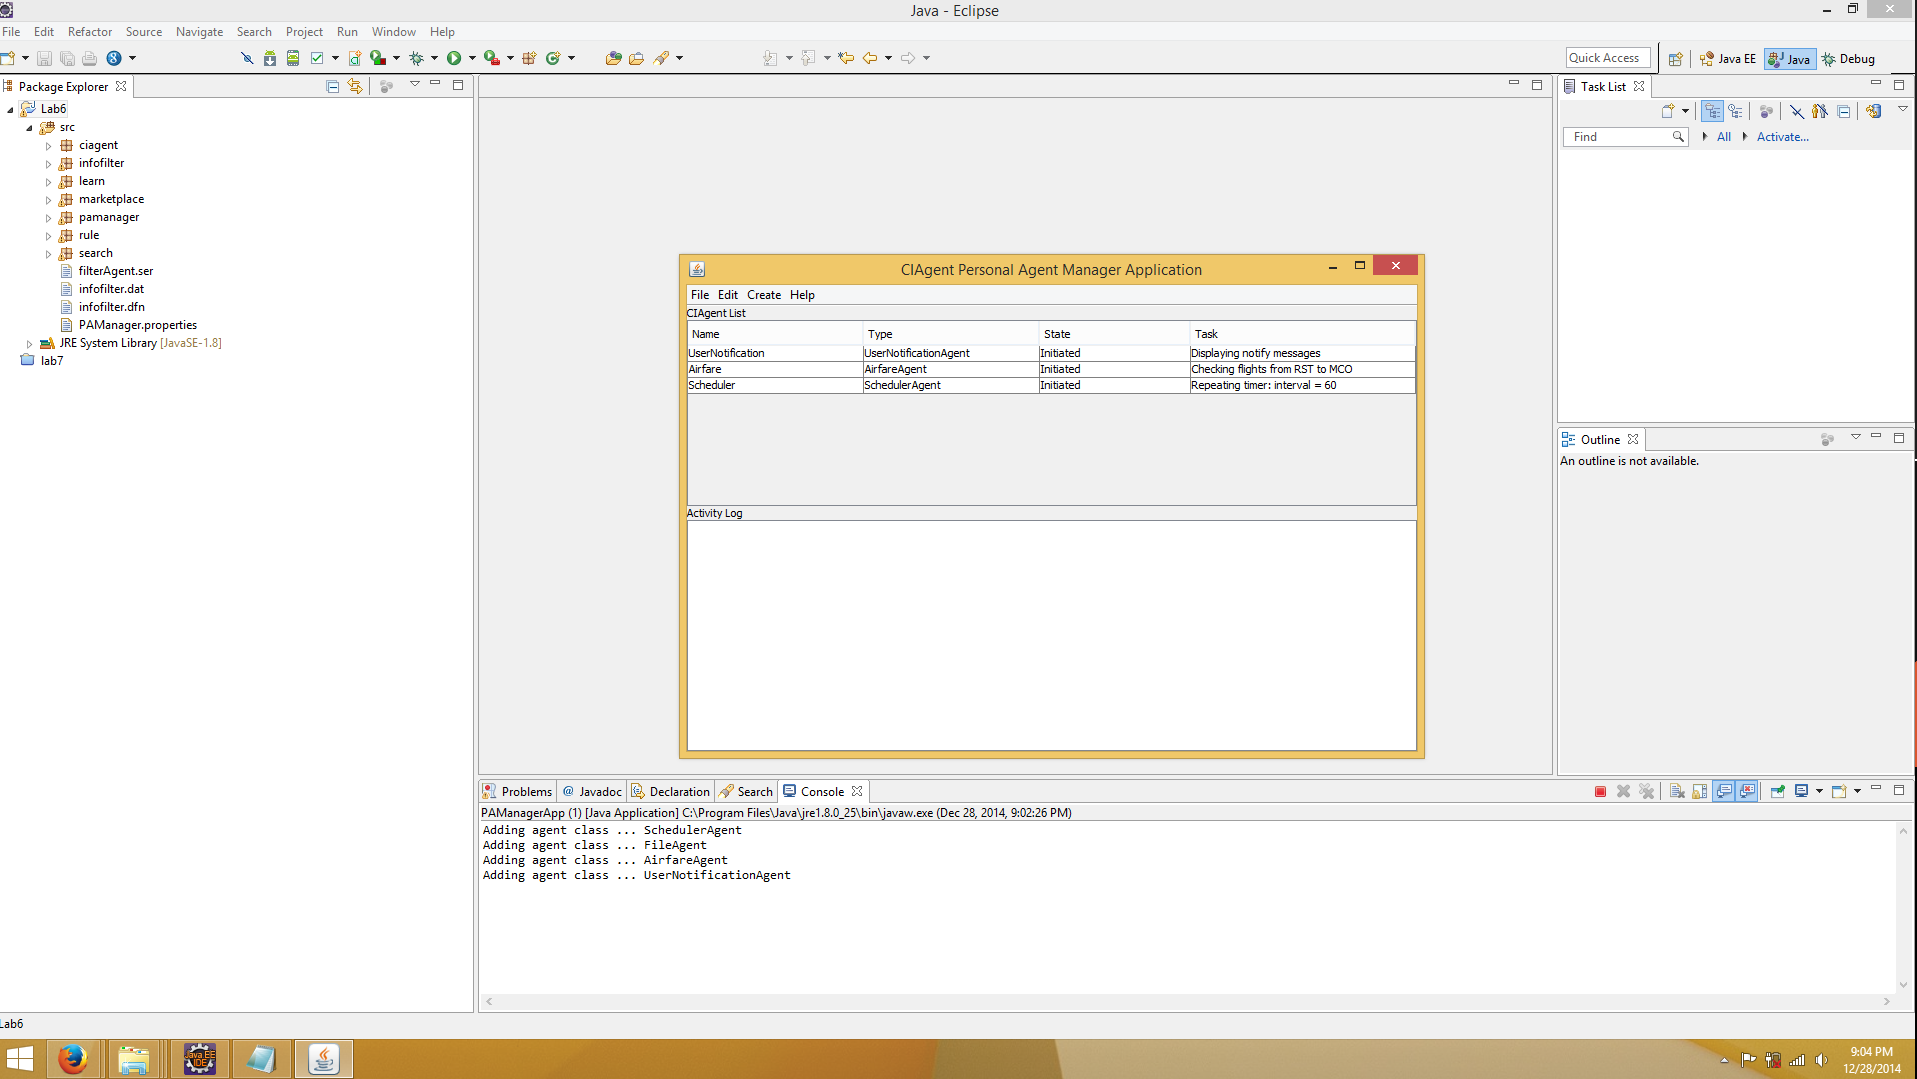 Java - Eclipse
File Edit Refactor Source Navigate Search Project Run Window Help
Quick Access
Java EE
Java
Debug
Package Explorer
Lab6
src
ciagent
infofilter
learn
marketplace
pamanager
rule
search
filterAgent.ser
infofilter.dat
infofilter.dfn
PAManager.properties
JRE System Library [JavaSE-1.8]
lab7
CIAgent Personal Agent Manager Application
File Edit Create Help
CIAgent List
Name Type State Task
UserNotification UserNotificationAgent Initiated Displaying notify messages
Airfare AirfareAgent Initiated Checking flights from RST to MCO
Scheduler SchedulerAgent Initiated Repeating timer: interval = 60
Activity Log
Task List
Find
All
Activate...
Outline
An outline is not available.
Problems
@ Javadoc
Declaration
Search
Console
PAManagerApp (1) [Java Application] C:\Program Files\Java\jre1.8.0_25\bin\javaw.exe (Dec 28, 2014, 9:02:26 PM)
Adding agent class ... SchedulerAgent
Adding agent class ... FileAgent
Adding agent class ... AirfareAgent
Adding agent class ... UserNotificationAgent
Lab6
Java EE
IDE
9:04 PM
12/28/2014